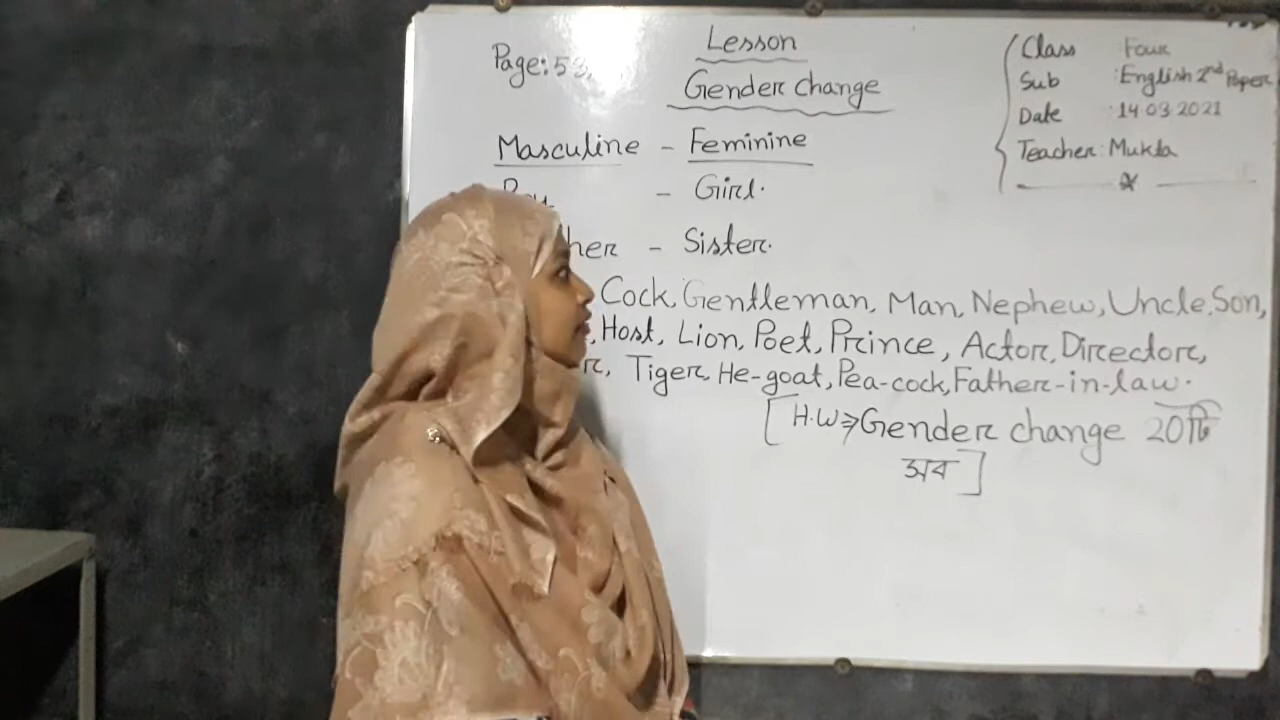 Lesson
Page: 53
Gender change
Class Four
Sub : English 2nd Paper
Date : 14.03.2021
Teacher: Mukta
Masculine - Feminine
- Girl.
- Sister.
Cock, Gentleman, Man, Nephew, Uncle, Son,
Host, Lion, Poet, Prince, Actor, Director,
Tiger, He-goat, Pea-cock, Father-in-law.
[H.W⇒Gender change 20টি
সব]